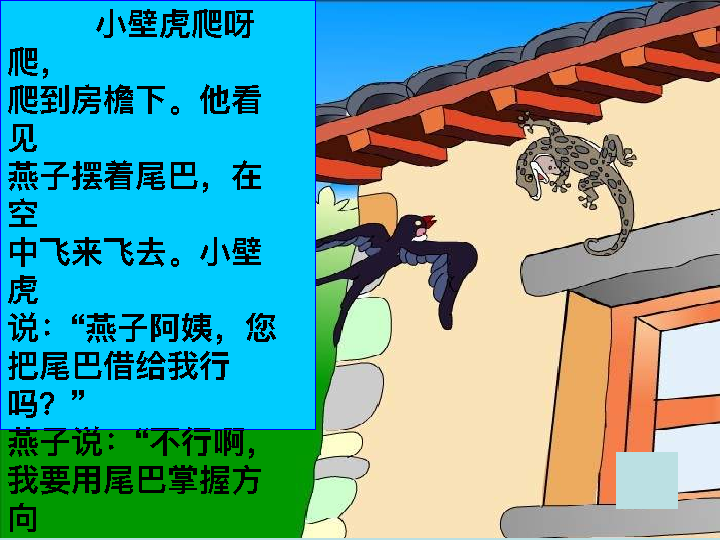 小壁虎爬呀
爬，
爬到房檐下。他看
见
燕子摆着尾巴，在
空
中飞来飞去。小壁
虎
说：“燕子阿姨，您
把尾巴借给我行
吗？”
燕子说：“不行啊，
我要用尾巴掌握方
向